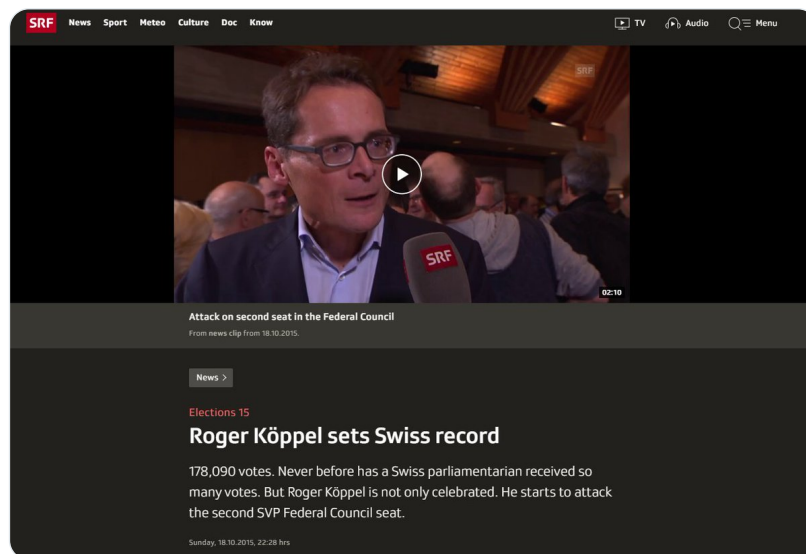 SRF News Sport Meteo Culture Doc Know TV Audio Menu
SRF
SRF
02:10
Attack on second seat in the Federal Council
From news clip from 18.10.2015.
News >
Elections 15
Roger Köppel sets Swiss record
178,090 votes. Never before has a Swiss parliamentarian received so
many votes. But Roger Köppel is not only celebrated. He starts to attack
the second SVP Federal Council seat.
Sunday, 18.10.2015, 22:28 hrs